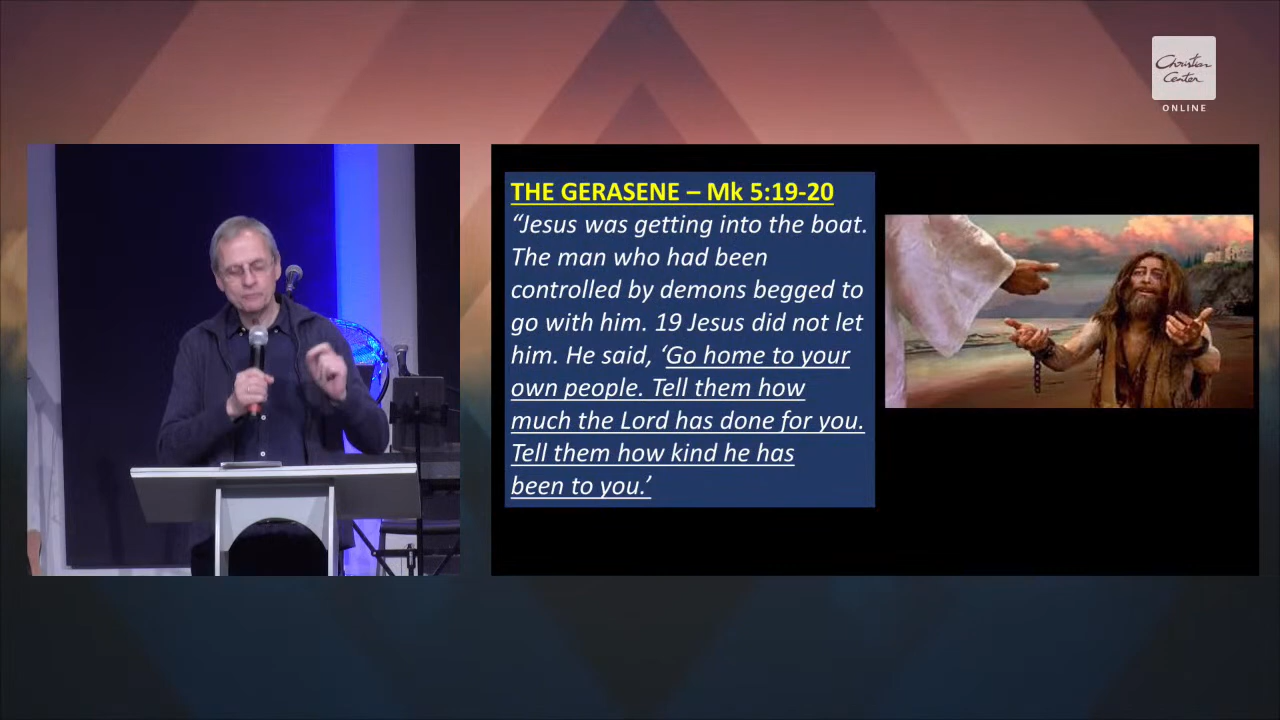 Christian
Center
ONLINE
THE GERASENE – Mk 5:19-20
“Jesus was getting into the boat.
The man who had been
controlled by demons begged to
go with him. 19 Jesus did not let
him. He said, ‘Go home to your
own people. Tell them how
much the Lord has done for you.
Tell them how kind he has
been to you.’